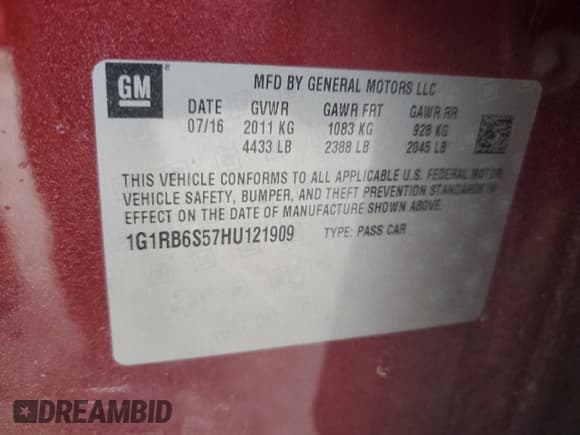 GM ®
MFD BY GENERAL MOTORS LLC
DATE GVWR GAWR FRT GAWR RR
07/16 2011 KG 1083 KG 928 KG
4433 LB 2388 LB 2045 LB
THIS VEHICLE CONFORMS TO ALL APPLICABLE U.S. FEDERAL MOTOR
VEHICLE SAFETY, BUMPER, AND THEFT PREVENTION STANDARDS IN
EFFECT ON THE DATE OF MANUFACTURE SHOWN ABOVE.
1G1RB6S57HU121909 TYPE: PASS CAR
DREAMBID